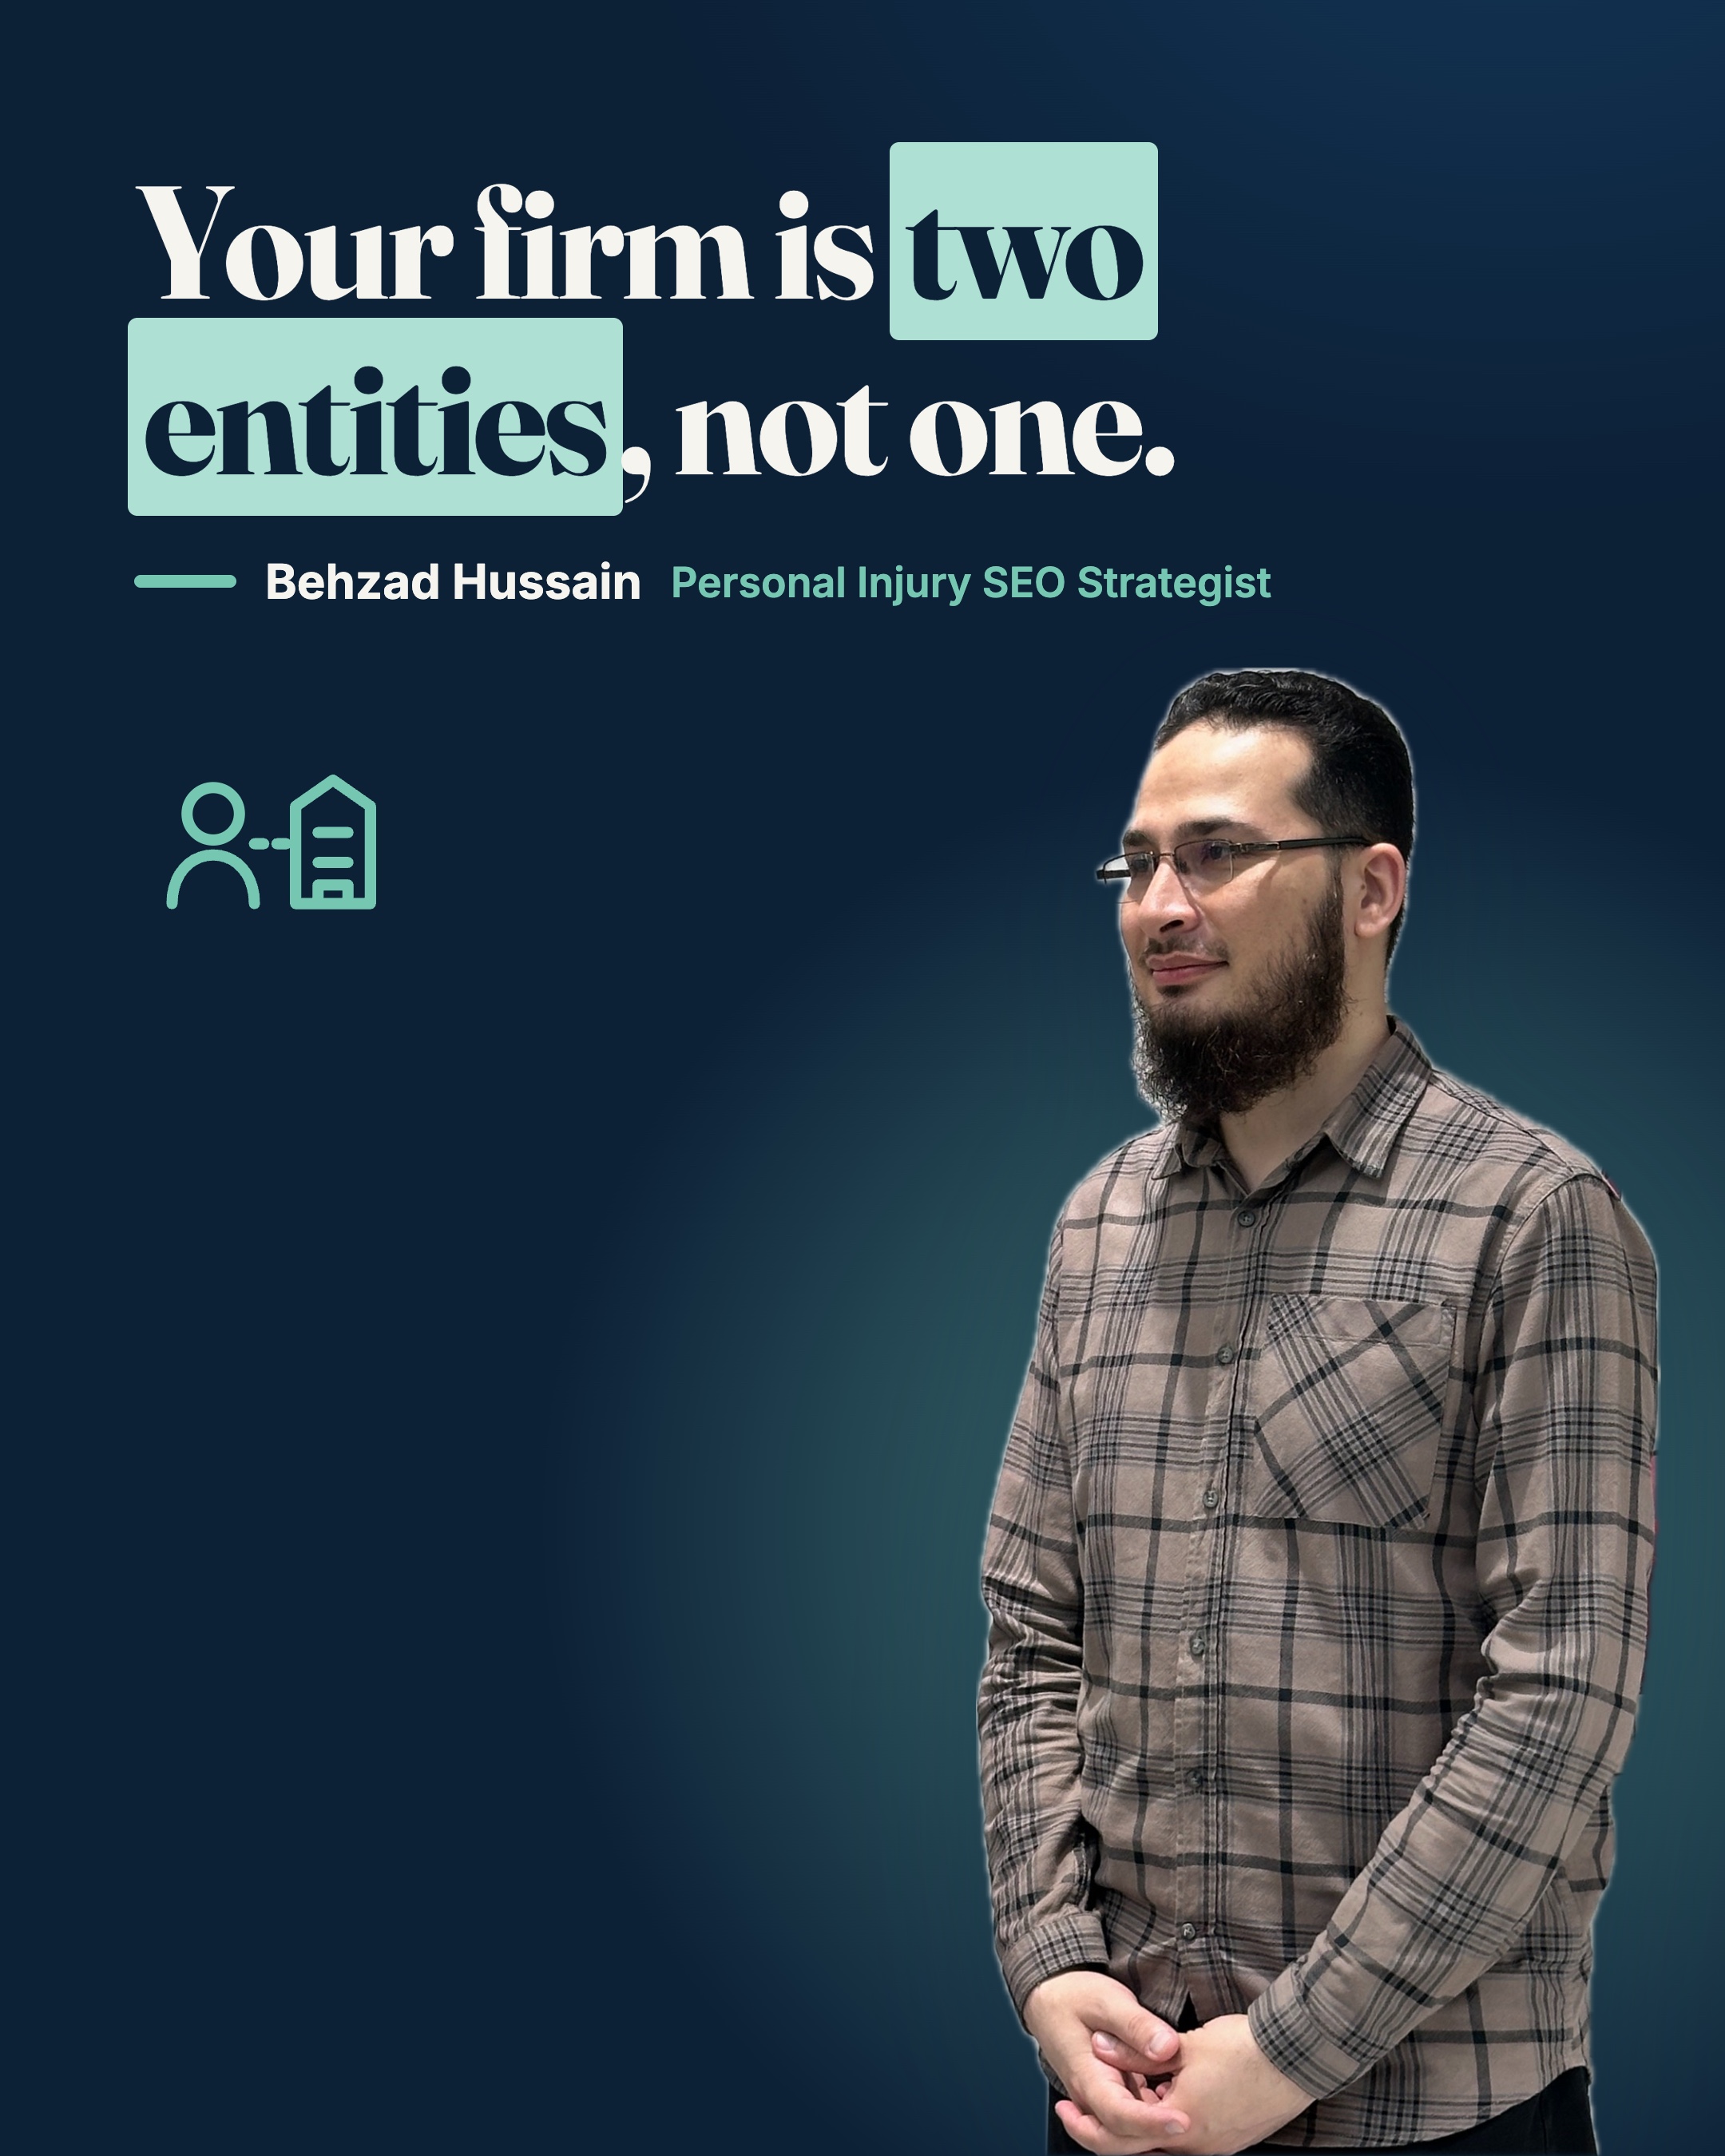 Your firm is two
entities, not one.
Behzad Hussain Personal Injury SEO Strategist